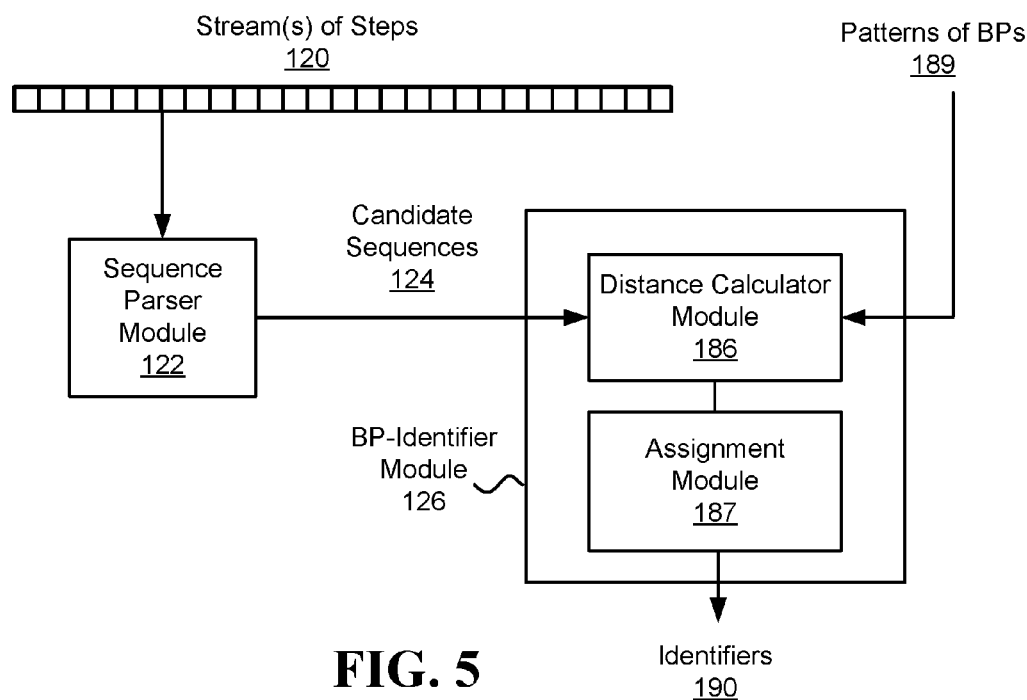 Stream(s) of Steps
120
Patterns of BPs
189
Candidate
Sequences
124
Sequence
Parser
Module
122
Distance Calculator
Module
186
BP-Identifier
Module
126
Assignment
Module
187
Identifiers
190
FIG. 5